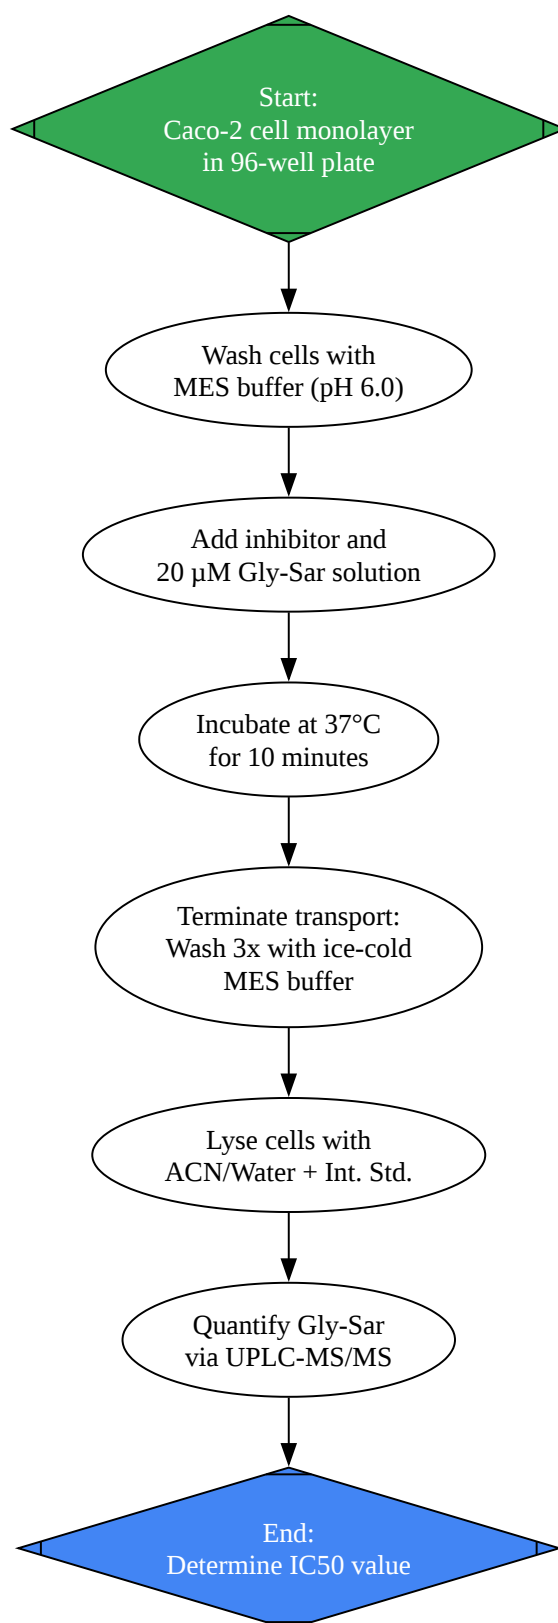 Start:
Caco-2 cell monolayer
in 96-well plate
Wash cells with
MES buffer (pH 6.0)
Add inhibitor and
20 µM Gly-Sar solution
Incubate at 37°C
for 10 minutes
Terminate transport:
Wash 3x with ice-cold
MES buffer
Lyse cells with
ACN/Water + Int. Std.
Quantify Gly-Sar
via UPLC-MS/MS
End:
Determine IC50 value